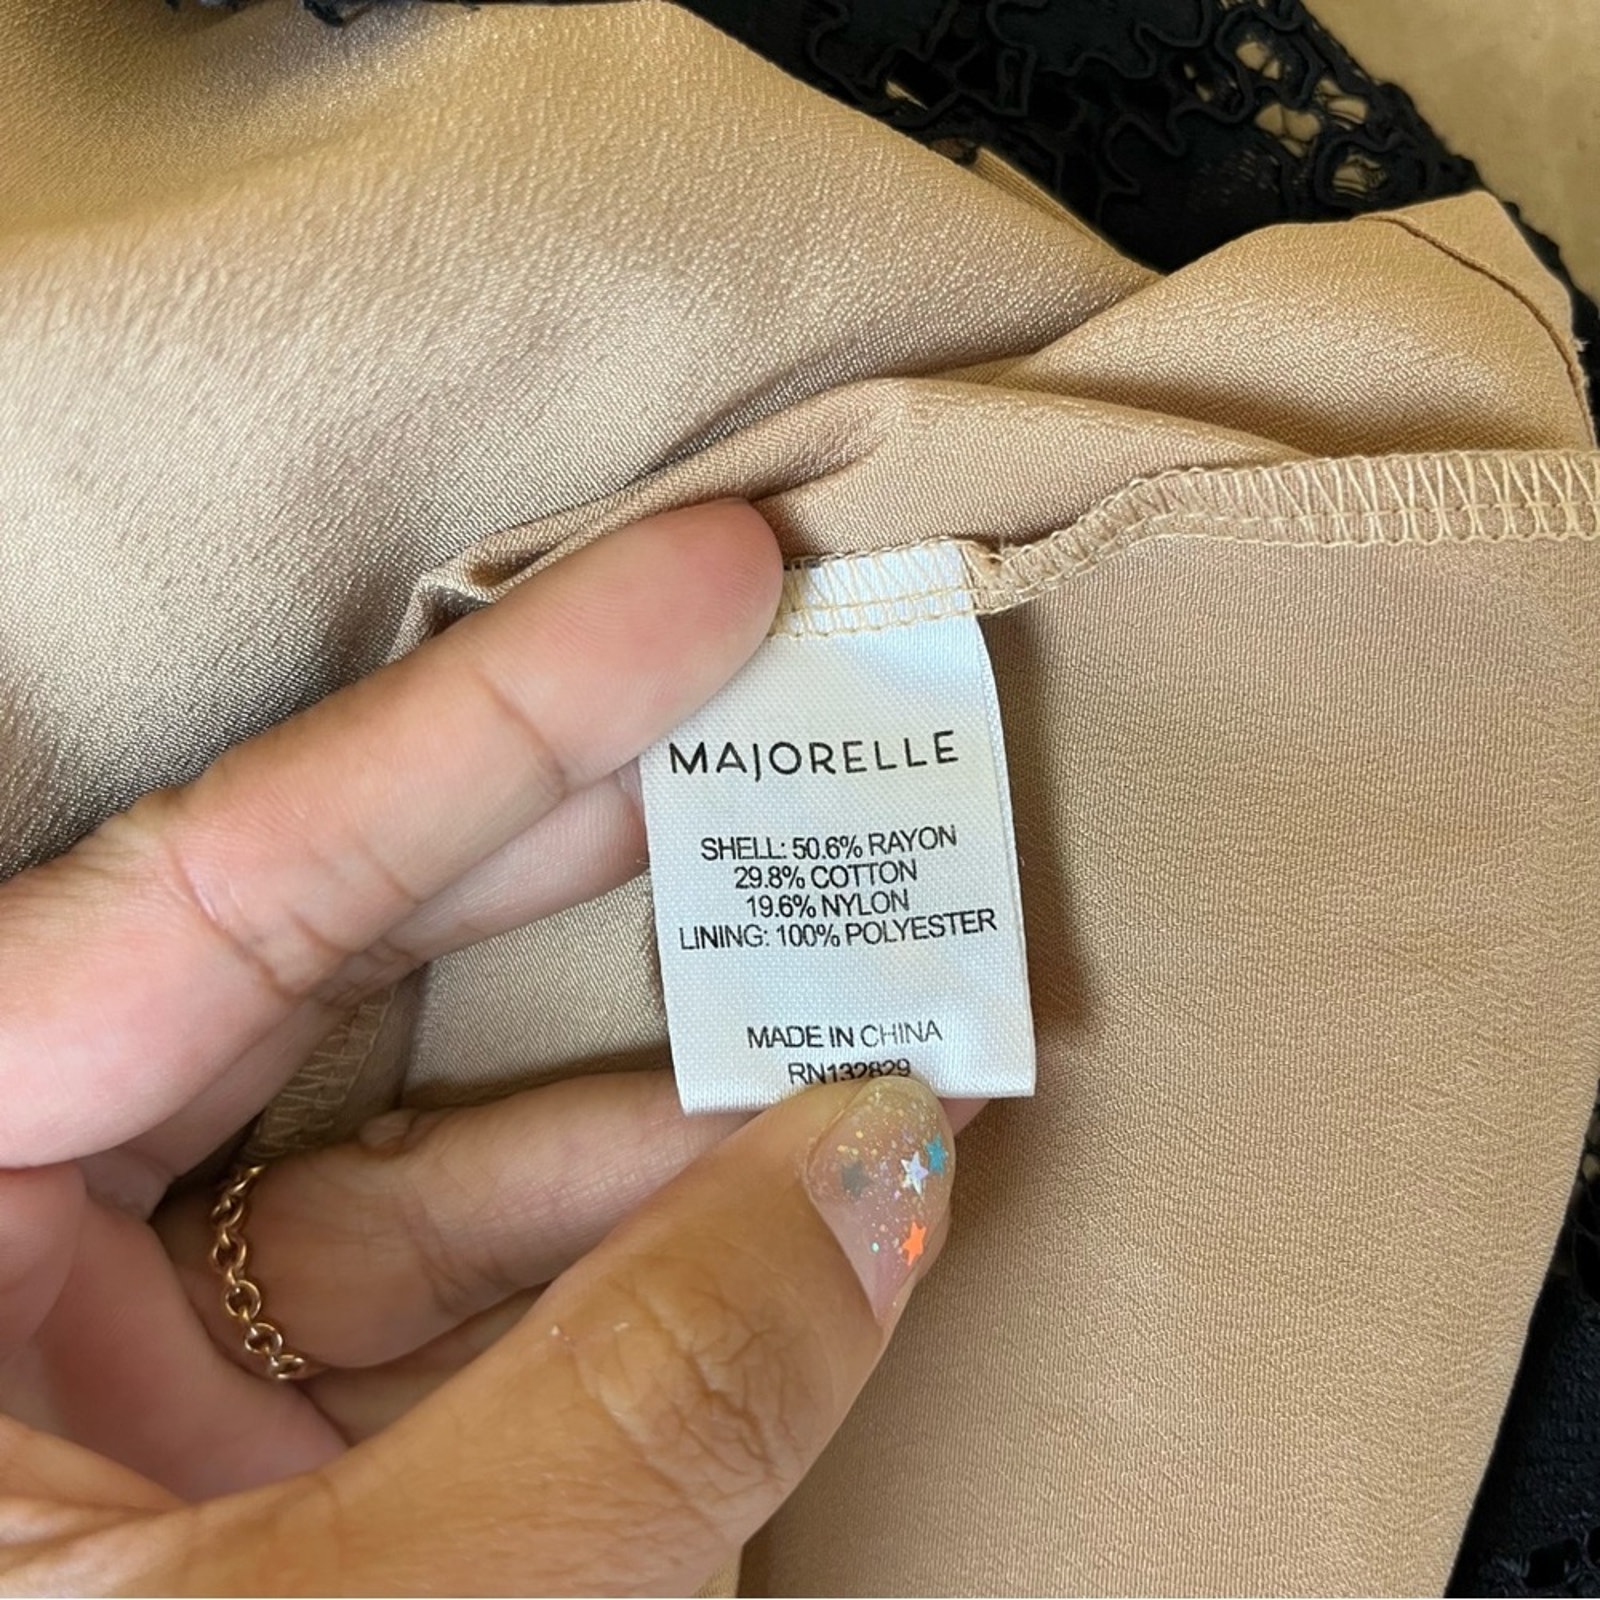 MAJORELLE
SHELL: 50.6% RAYON
29.8% COTTON
19.6% NYLON
LINING: 100% POLYESTER
MADE IN CHINA
RN132829